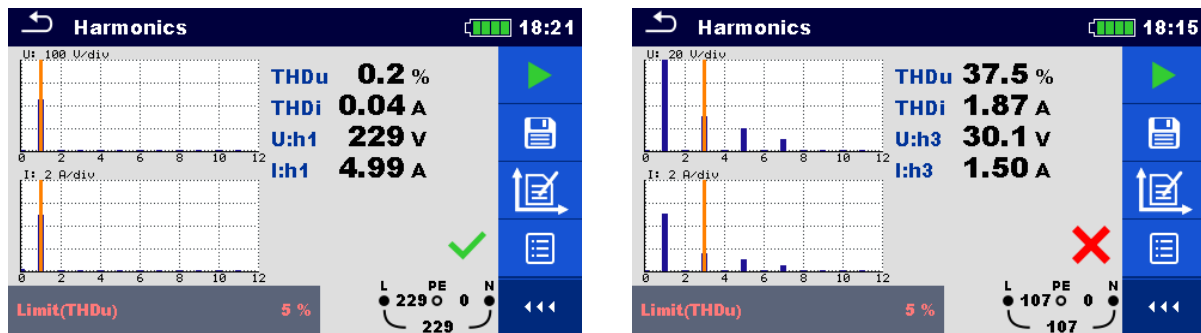 Harmonics 18:21
U: 100 V/div
THDu 0.2 %
THDi 0.04 A
U:h1 229 V
0 2 4 6 8 10 12
I:h1 4.99 A
I: 2 A/div
0 2 4 6 8 10 12
L PE N
229 0
229
Limit(THDu) 5 %
Harmonics 18:15
U: 20 V/div
THDu 37.5 %
THDi 1.87 A
U:h3 30.1 V
0 2 4 6 8 10 12
I:h3 1.50 A
I: 2 A/div
0 2 4 6 8 10 12
L PE N
107 0
107
Limit(THDu) 5 %